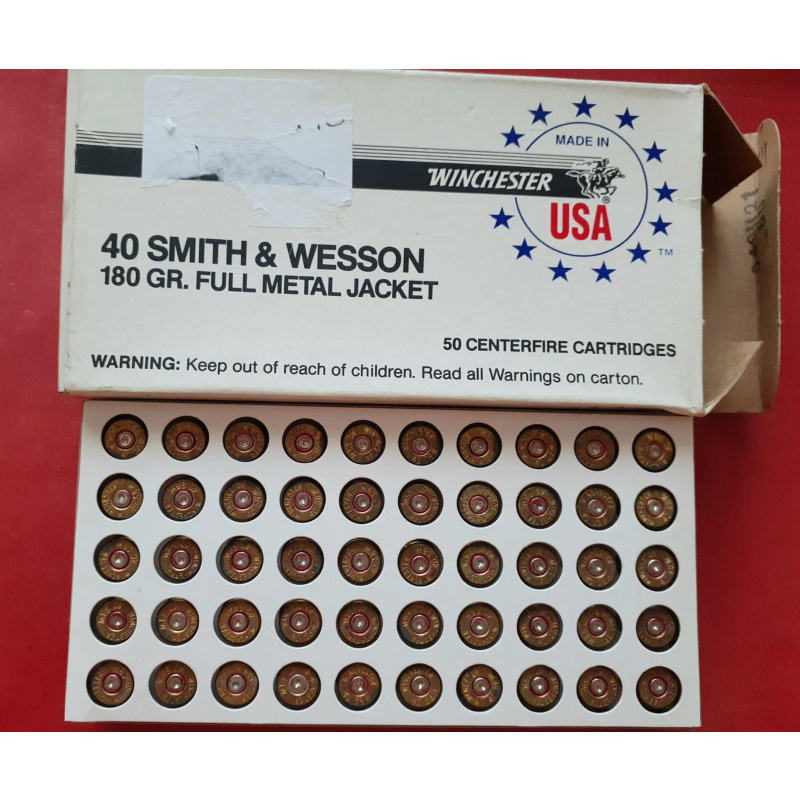 MADE IN
WINCHESTER
®
USA
TM
40 SMITH & WESSON
180 GR. FULL METAL JACKET
50 CENTERFIRE CARTRIDGES
WARNING: Keep out of reach of children. Read all Warnings on carton.